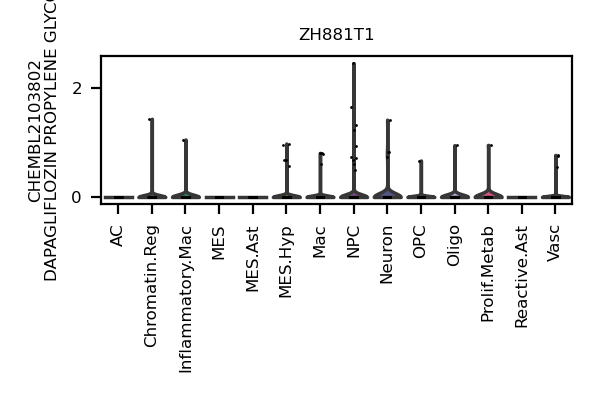 ZH881T1
CHEMBL2103802
DAPAGLIFLOZIN PROPYLENE
2
0
AC
Chromatin.Reg
Inflammatory.Mac
MES
MES.Ast
MES.Hyp
Mac
NPC
Neuron
OPC
Oligo
Prolif.Metab
Reactive.Ast
Vasc